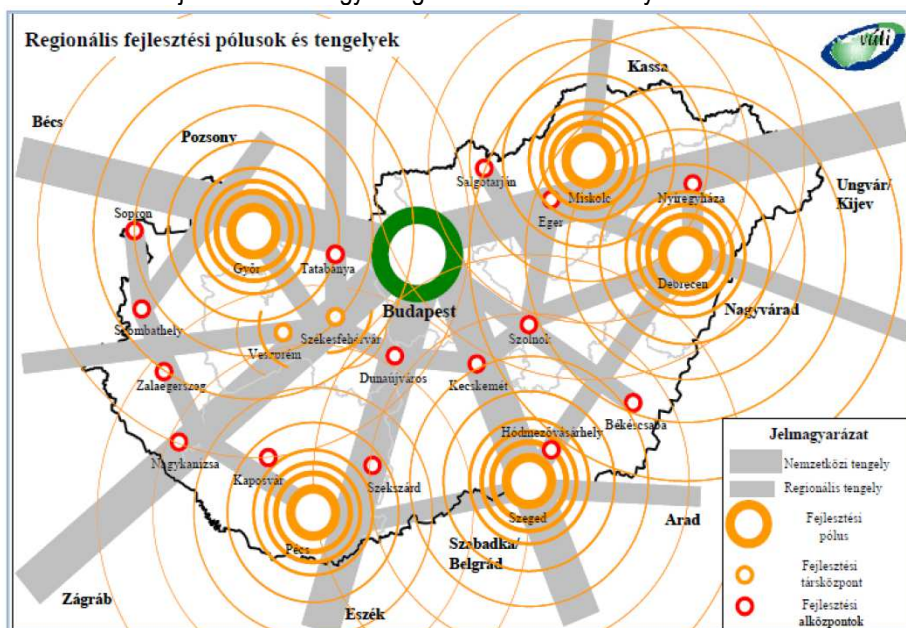 Regionális fejlesztési pólusok és tengelyek
váti
Kassa
Bécs
Pozsony
Salgótarján
Miskolc
Nyíregyháza
Ungvár/
Kijev
Sopron
Eger
Győr
Tatabánya
Debrecen
Budapest
Nagyvárad
Szombathely
Veszprém
Székesfehérvár
Szolnok
Zalaegerszeg
Dunaújváros
Kecskemét
Békéscsaba
Hódmezővásárhely
Nagykanizsa
Kaposvár
Szekszárd
Szeged
Arad
Pécs
Szabadka/
Belgrád
Zágráb
Eszék
Jelmagyarázat
Nemzetközi tengely
Regionális tengely
Fejlesztési
pólus
Fejlesztési
társközpont
Fejlesztési
alközpontok